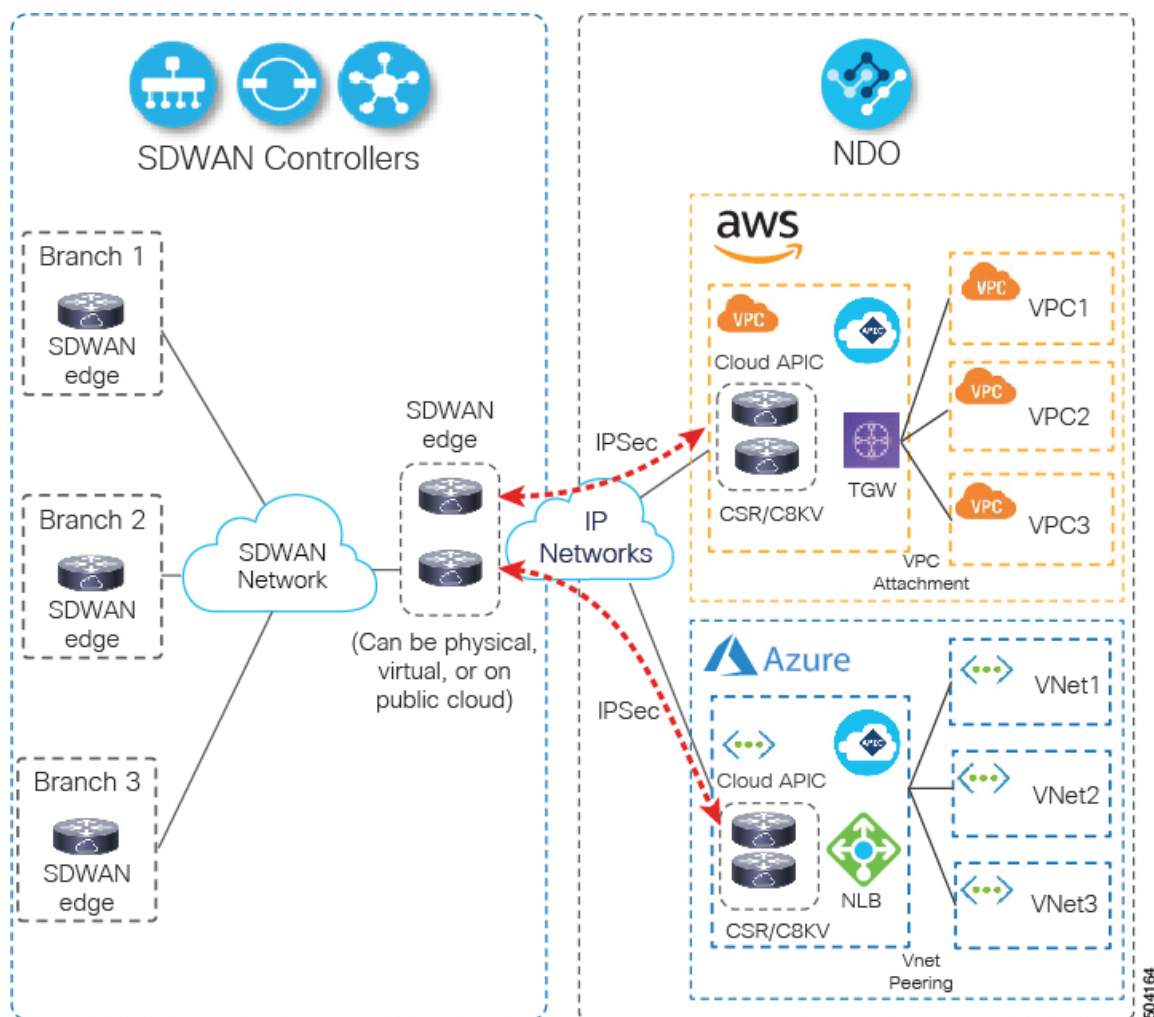 SDWAN Controllers
Branch 1
SDWAN
edge
Branch 2
SDWAN
edge
Branch 3
SDWAN
edge
SDWAN
Network
SDWAN
edge
(Can be physical,
virtual, or on
public cloud)
IPSec
IPSec
IP
Networks
NDO
aws
VPC
APIC
Cloud APIC
CSR/C8KV
TGW
VPC
VPC1
VPC
VPC2
VPC
VPC3
VPC
Attachment
Azure
APIC
Cloud APIC
CSR/C8KV
NLB
VNet1
VNet2
VNet3
Vnet
Peering
504164